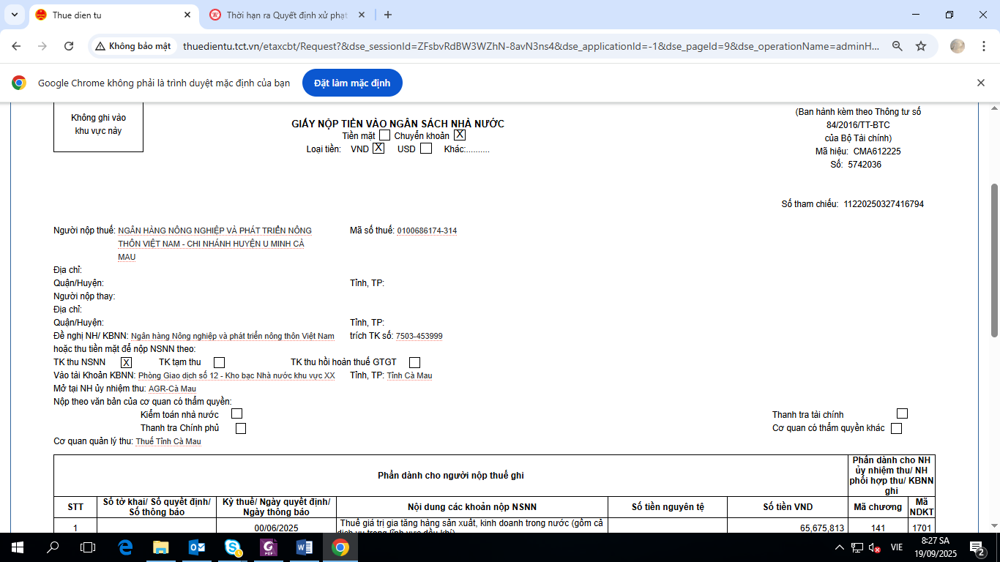 Thue dien tu
Thời hạn ra Quyết định xử phạt
Không bảo mật
thuedientu.tct.vn/etaxcbt/Request?&dse_sessionId=ZFsbvRdBW3WZhN-8avN3ns4&dse_applicationId=-1&dse_pageId=9&dse_operationName=adminH...
Google Chrome không phải là trình duyệt mặc định của bạn
Đặt làm mặc định
Không ghi vào
khu vực này
GIẤY NỘP TIỀN VÀO NGÂN SÁCH NHÀ NƯỚC
Tiền mặt Chuyển khoản X
Loại tiền: VND X USD Khác:..........
(Ban hành kèm theo Thông tư số
84/2016/TT-BTC
của Bộ Tài chính)
Mã hiệu: CMA612225
Số: 5742036
Số tham chiếu: 11220250327416794
Người nộp thuế: NGÂN HÀNG NÔNG NGHIỆP VÀ PHÁT TRIỂN NÔNG Mã số thuế: 0100686174-314
THÔN VIỆT NAM - CHI NHÁNH HUYỆN U MINH CÀ
MAU
Địa chỉ:
Quận/Huyện: Tỉnh, TP:
Người nộp thay:
Địa chỉ:
Quận/Huyện: Tỉnh, TP:
Đề nghị NH/ KBNN: Ngân hàng Nông nghiệp và phát triển nông thôn Việt Nam trích TK số: 7503-453999
hoặc thu tiền mặt để nộp NSNN theo:
TK thu NSNN X TK tạm thu TK thu hồi hoàn thuế GTGT
Vào tài Khoản KBNN: Phòng Giao dịch số 12 - Kho bạc Nhà nước khu vực XX Tỉnh, TP: Tỉnh Cà Mau
Mở tại NH ủy nhiệm thu: AGR-Cà Mau
Nộp theo văn bản của cơ quan có thẩm quyền:
Kiểm toán nhà nước Thanh tra tài chính
Thanh tra Chính phủ Cơ quan có thẩm quyền khác
Cơ quan quản lý thu: Thuế Tỉnh Cà Mau
Phần dành cho người nộp thuế ghi
Phần dành cho NH
ủy nhiệm thu/ NH
phối hợp thu/ KBNN
ghi
STT
Số tờ khai/ Số quyết định/
Số thông báo
Kỳ thuế/ Ngày quyết định/
Ngày thông báo
Nội dung các khoản nộp NSNN
Số tiền nguyên tệ
Số tiền VND
Mã chương
Mã
NDKT
1 00/06/2025 Thuế giá trị gia tăng hàng sản xuất, kinh doanh trong nước (gồm cả 65,675,813 141 1701
dịch vụ trong lĩnh vực dầu khí)
VIE
8:27 SA
19/09/2025
2